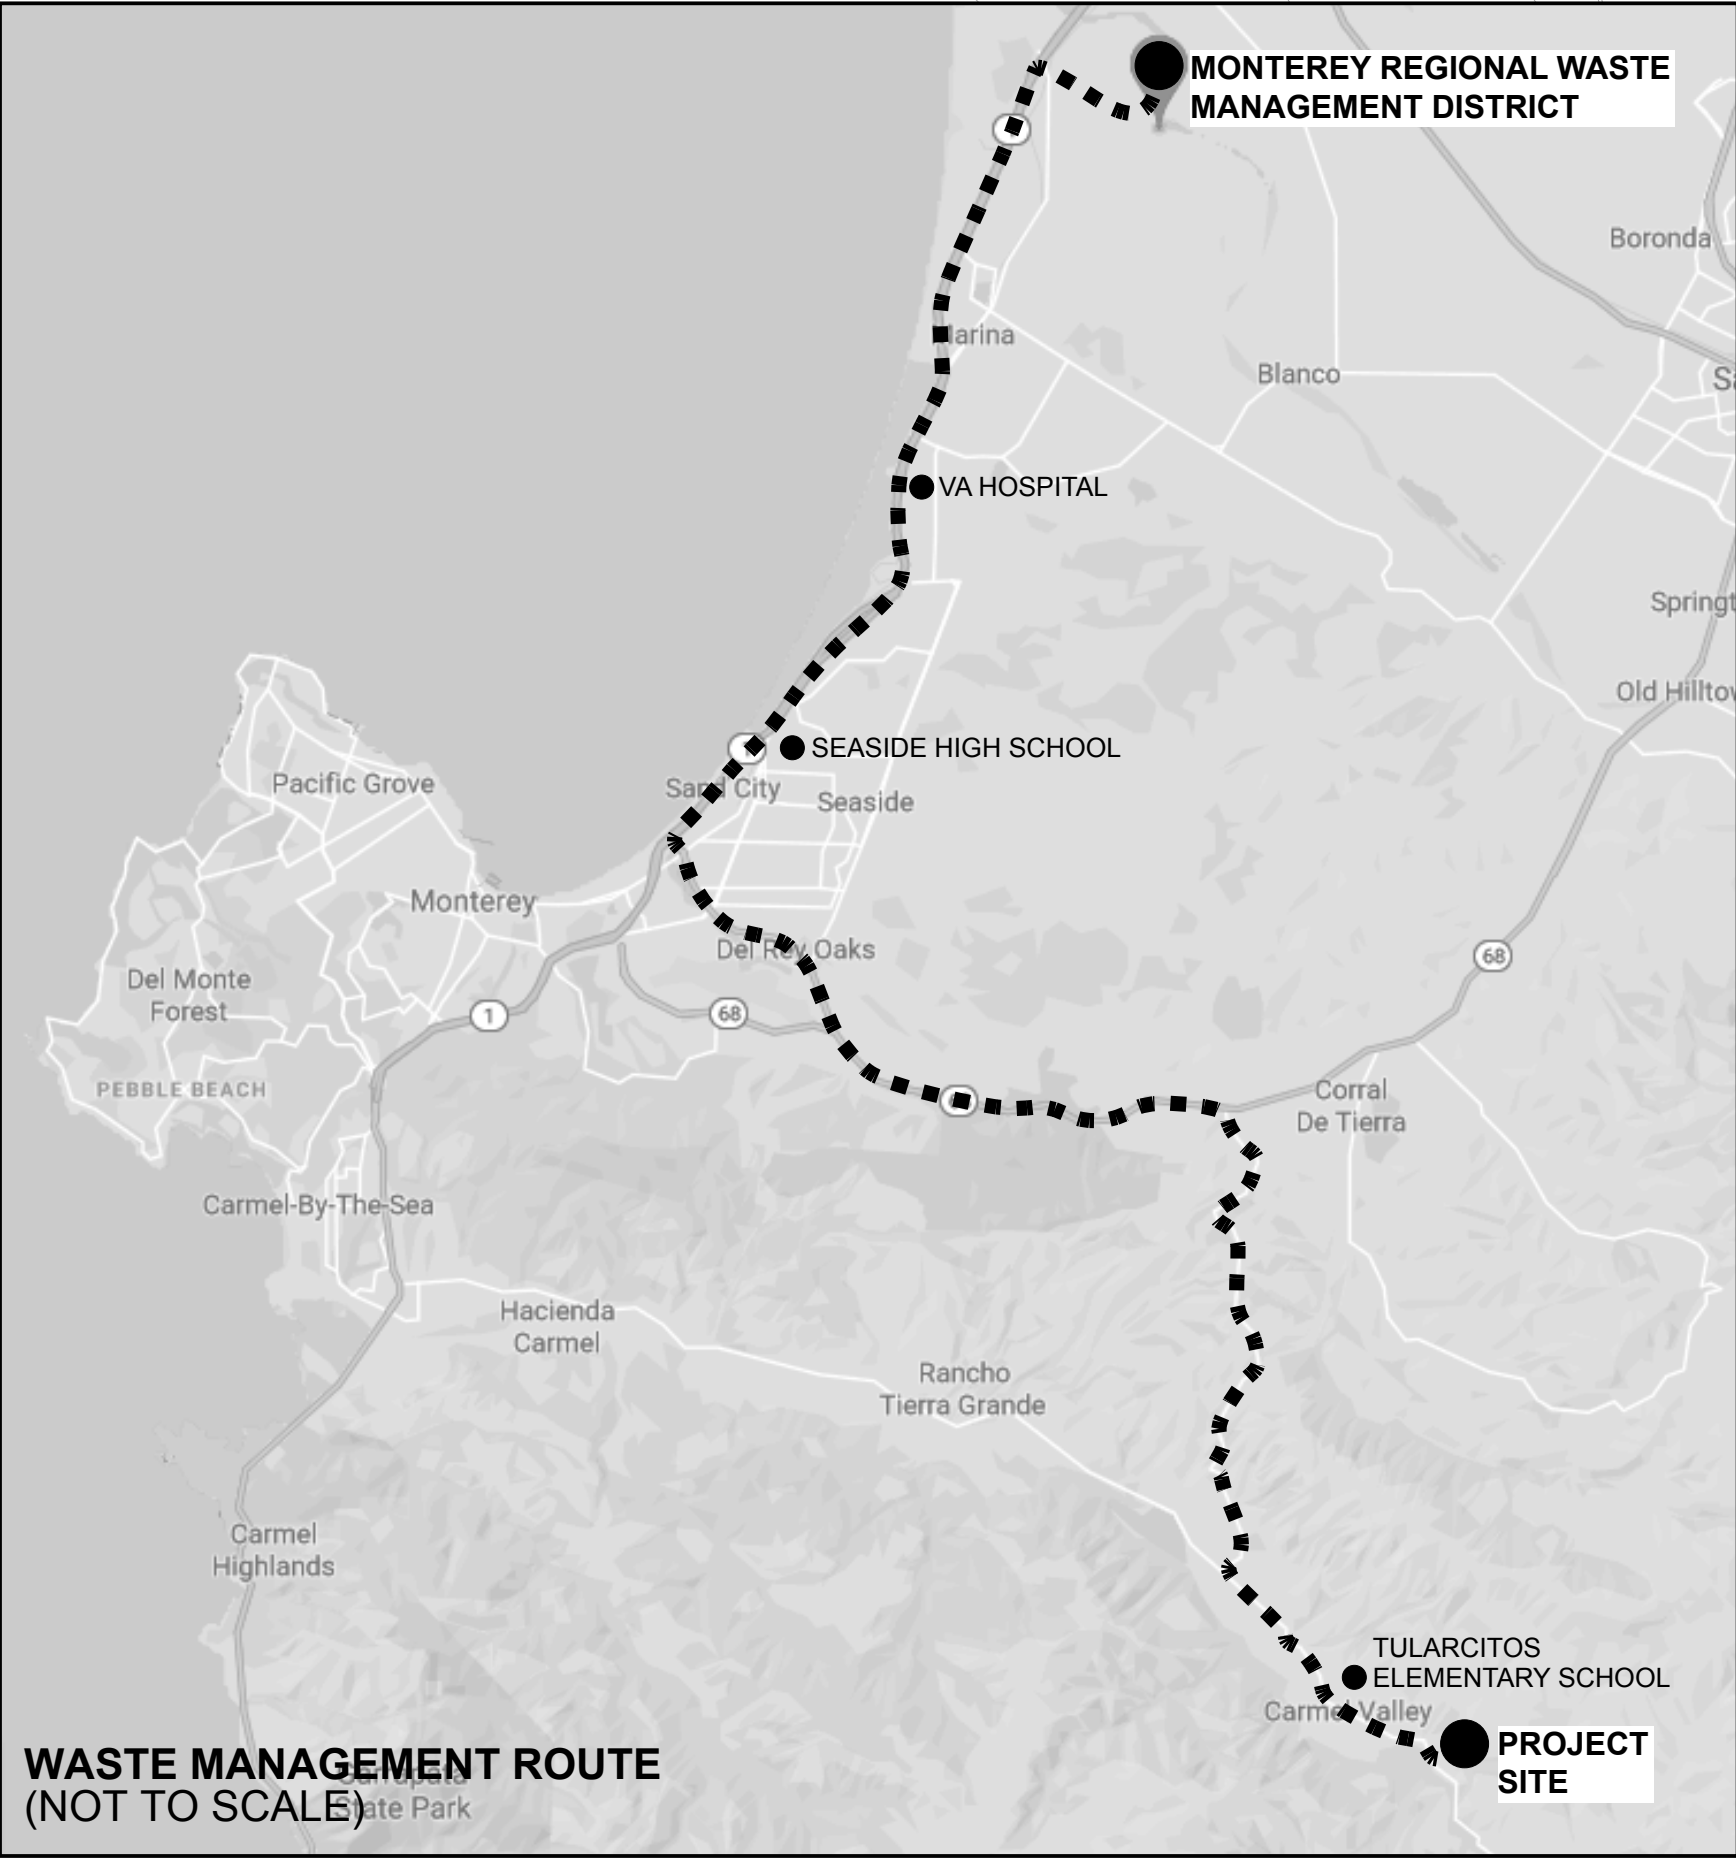 MONTEREY REGIONAL WASTE
MANAGEMENT DISTRICT
Boronda
Blanco
VA HOSPITAL
Old
SEASIDE HIGH SCHOOL
Pacific Grove
Sand City
Seaside
Monterey
Del Rey Oaks
68
Del Monte
Forest
1
68
PEBBLE BEACH
Corral
De Tierra
Carmel-By-The-Sea
Hacienda
Carmel
Rancho
Tierra Grande
Carmel
Highlands
TULARCITOS
ELEMENTARY SCHOOL
Carmel Valley
PROJECT
SITE
WASTE MANAGEMENT ROUTE
(NOT TO SCALE)
State Park